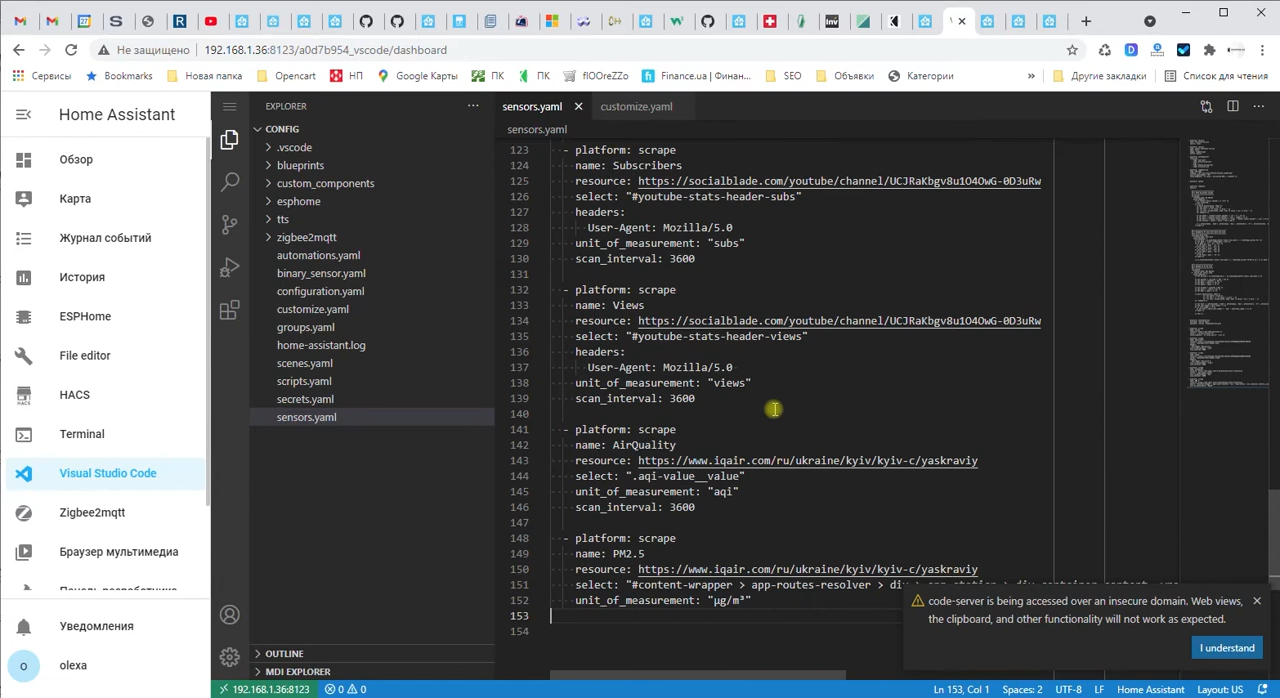 Не защищено
192.168.1.36:8123/a0d7b954_vscode/dashboard
Сервисы
Bookmarks
Новая папка
Opencart
НП
Google Карты
ПК
ПК
flOOreZZo
Finance.ua | Финан...
SEO
Объявки
Категории
»
Другие закладки
Список для чтения
Home Assistant
Обзор
Карта
Журнал событий
История
ESPHome
File editor
HACS
Terminal
Visual Studio Code
Zigbee2mqtt
Браузер мультимедиа
Уведомления
o
olexa
EXPLORER
CONFIG
.vscode
blueprints
custom_components
esphome
tts
zigbee2mqtt
automations.yaml
binary_sensor.yaml
configuration.yaml
customize.yaml
groups.yaml
home-assistant.log
scenes.yaml
scripts.yaml
secrets.yaml
sensors.yaml
OUTLINE
MDI EXPLORER
sensors.yaml
customize.yaml
sensors.yaml
123 - platform: scrape
124 name: Subscribers
125 resource: https://socialblade.com/youtube/channel/UCJRaKbgv8u1O4OwG-0D3uRw
126 select: "#youtube-stats-header-subs"
127 headers:
128 User-Agent: Mozilla/5.0
129 unit_of_measurement: "subs"
130 scan_interval: 3600
131
132 - platform: scrape
133 name: Views
134 resource: https://socialblade.com/youtube/channel/UCJRaKbgv8u1O4OwG-0D3uRw
135 select: "#youtube-stats-header-views"
136 headers:
137 User-Agent: Mozilla/5.0
138 unit_of_measurement: "views"
139 scan_interval: 3600
140
141 - platform: scrape
142 name: AirQuality
143 resource: https://www.iqair.com/ru/ukraine/kyiv/kyiv-c/yaskraviy
144 select: ".aqi-value__value"
145 unit_of_measurement: "aqi"
146 scan_interval: 3600
147
148 - platform: scrape
149 name: PM2.5
150 resource: https://www.iqair.com/ru/ukraine/kyiv/kyiv-c/yaskraviy
151 select: "#content-wrapper > app-routes-resolver > div > app-station > div.container.content
152 unit_of_measurement: "µg/m³"
153
154
code-server is being accessed over an insecure domain. Web views,
the clipboard, and other functionality will not work as expected.
I understand
192.168.1.36:8123
0
0
Ln 153, Col 1
Spaces: 2
UTF-8
LF
Home Assistant
Layout: US